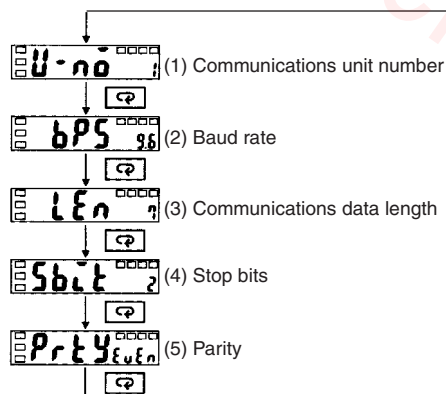 U-no 1 (1) Communications unit number
bPS 9.6 (2) Baud rate
LEn 7 (3) Communications data length
Sbit 2 (4) Stop bits
PrtY EuEn (5) Parity